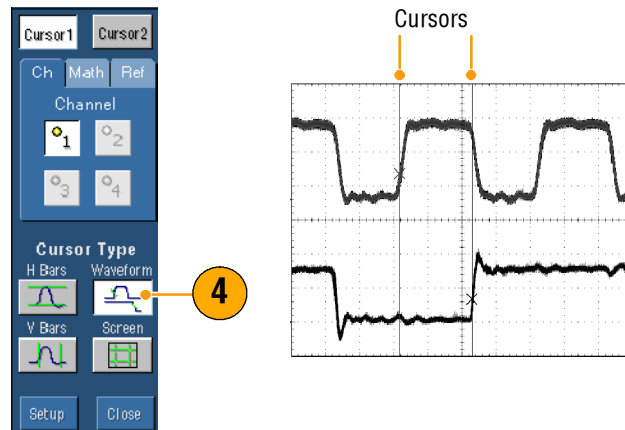 Cursors
Cursor1 Cursor2
Ch Math Ref
Channel
1 2
3 4
Cursor Type
H Bars Waveform
4
V Bars Screen
Setup Close